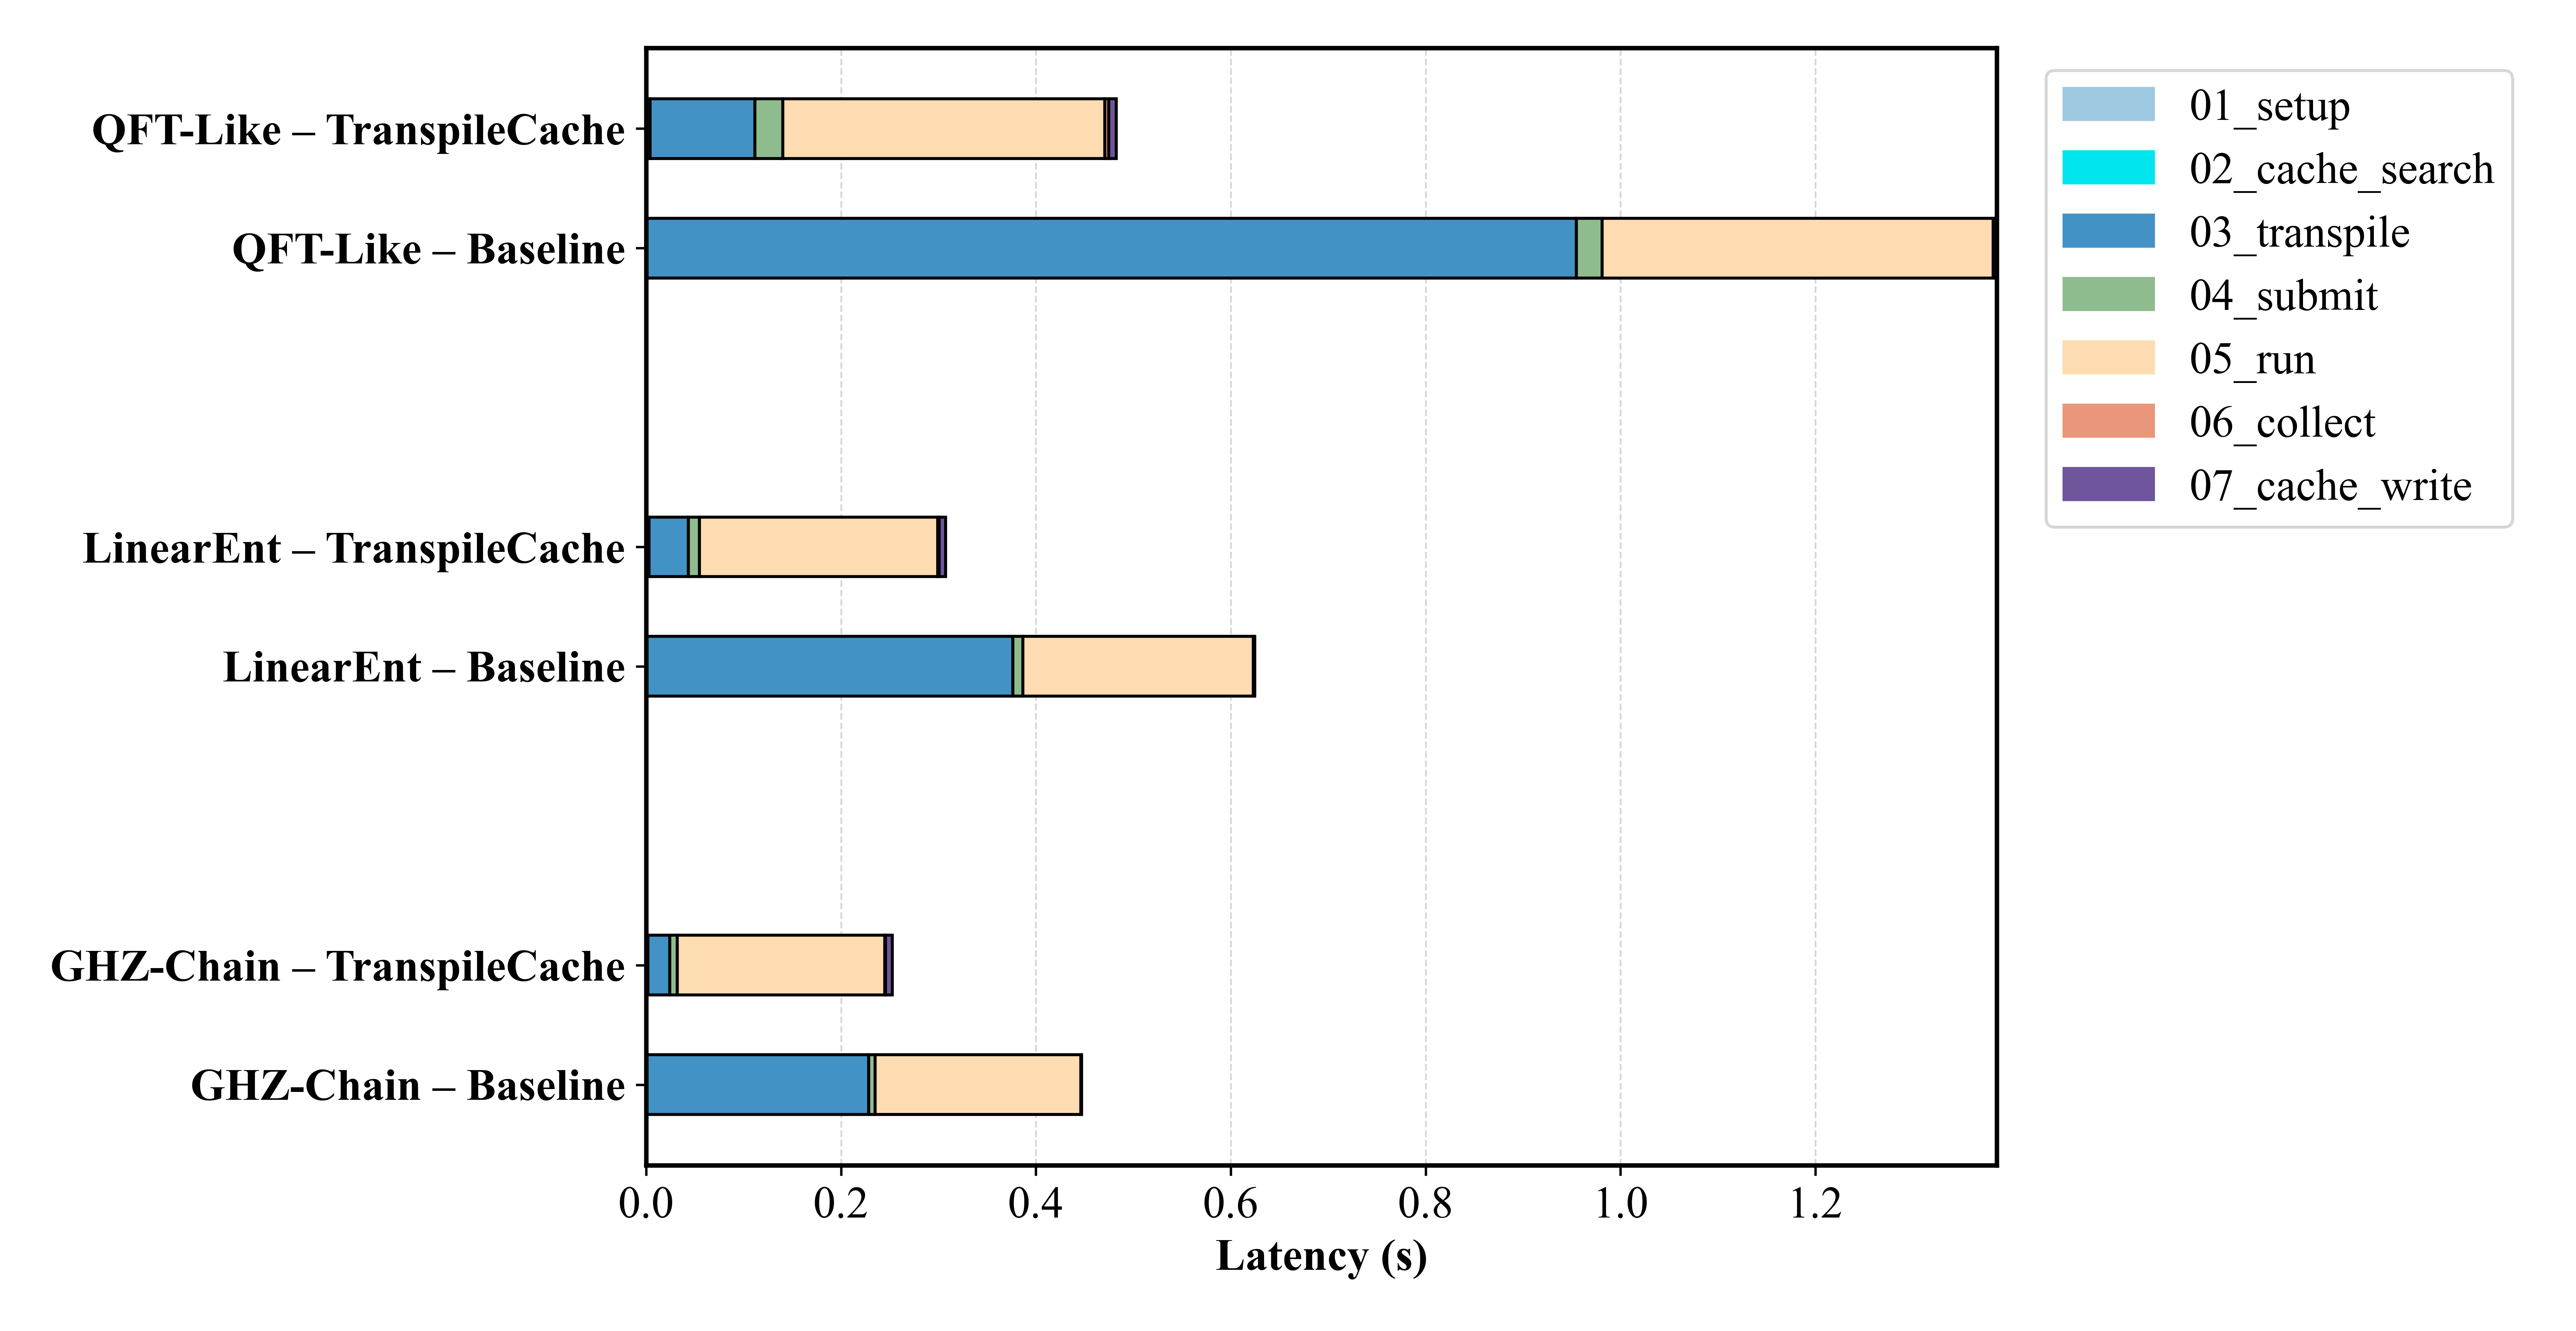 QFT-Like – TranspileCache
QFT-Like – Baseline
LinearEnt – TranspileCache
LinearEnt – Baseline
GHZ-Chain – TranspileCache
GHZ-Chain – Baseline
0.0 0.2 0.4 0.6 0.8 1.0 1.2
Latency (s)
01_setup
02_cache_search
03_transpile
04_submit
05_run
06_collect
07_cache_write